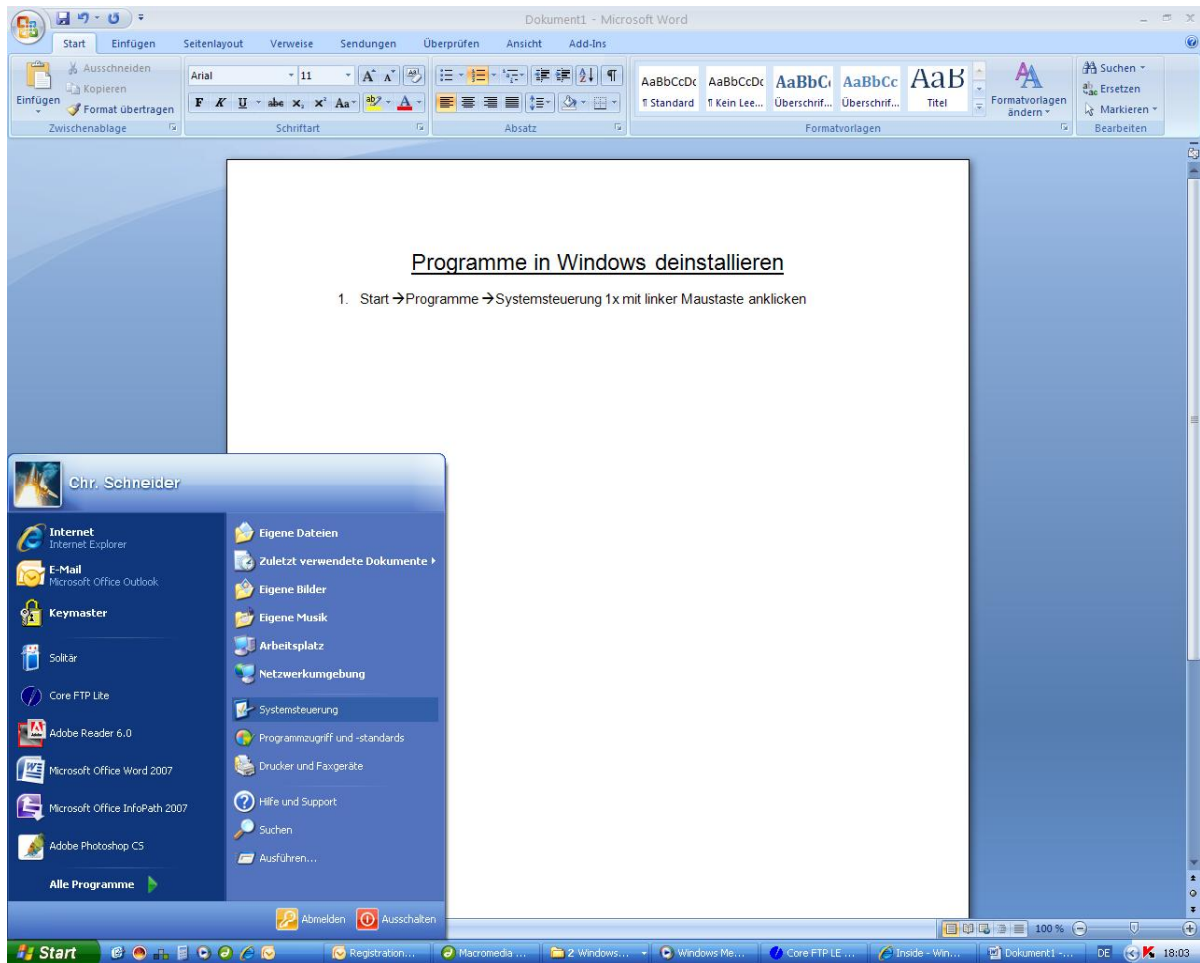 Dokument1 - Microsoft Word
Start Einfügen Seitenlayout Verweise Sendungen Überprüfen Ansicht Add-Ins
Einfügen
Ausschneiden
Kopieren
Format übertragen
Zwischenablage
Arial 11
F K U abe x₂ x² Aa ab A
Schriftart
Absatz
AaBbCcDc AaBbCcDc AaBbC AaBbCc AaB
¶ Standard ¶ Kein Lee... Überschrif... Überschrif... Titel
Formatvorlagen ändern
Formatvorlagen
Suchen
Ersetzen
Markieren
Bearbeiten
Programme in Windows deinstallieren
1. Start →Programme →Systemsteuerung 1x mit linker Maustaste anklicken
Chr. Schneider
Internet
Internet Explorer
E-Mail
Microsoft Office Outlook
Keymaster
Solitär
Core FTP Lite
Adobe Reader 6.0
Microsoft Office Word 2007
Microsoft Office InfoPath 2007
Adobe Photoshop CS
Alle Programme
Eigene Dateien
Zuletzt verwendete Dokumente
Eigene Bilder
Eigene Musik
Arbeitsplatz
Netzwerkumgebung
Systemsteuerung
Programmzugriff und -standards
Drucker und Faxgeräte
Hilfe und Support
Suchen
Ausführen...
Abmelden Ausschalten
100 %
Start Registration... Macromedia ... 2 Windows... Windows Me... Core FTP LE ... Inside - Win... Dokument1 -... DE 18:03